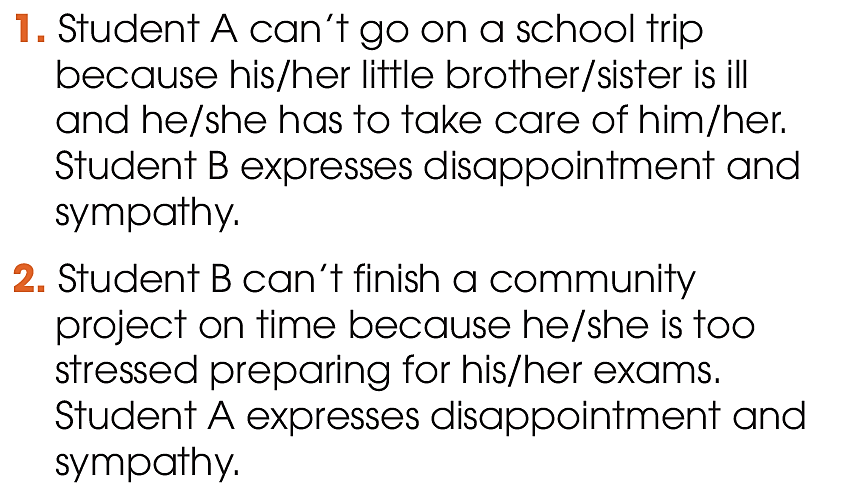 1. Student A can't go on a school trip
because his/her little brother/sister is ill
and he/she has to take care of him/her.
Student B expresses disappointment and
sympathy.
2. Student B can't finish a community
project on time because he/she is too
stressed preparing for his/her exams.
Student A expresses disappointment and
sympathy.